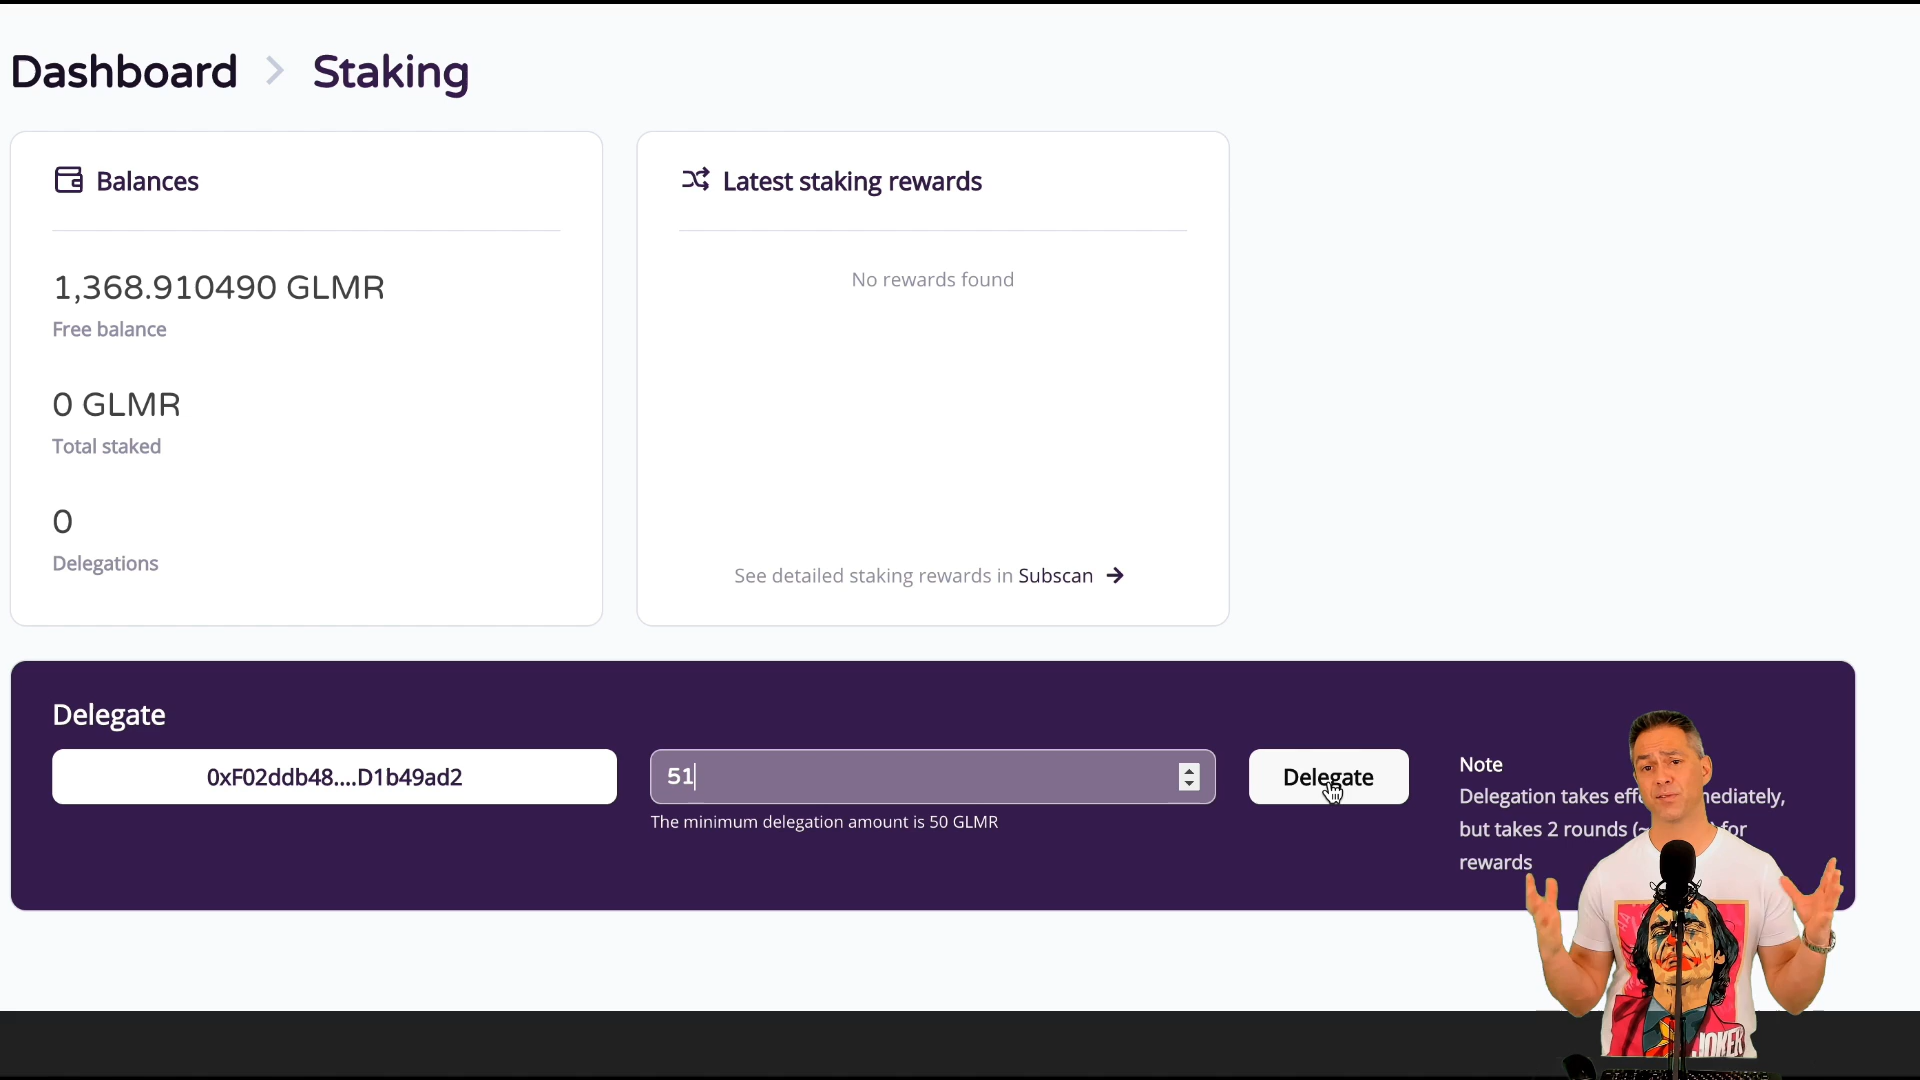 Dashboard > Staking
Balances
1,368.910490 GLMR
Free balance
0 GLMR
Total staked
0
Delegations
Latest staking rewards
No rewards found
See detailed staking rewards in Subscan →
Delegate
0xF02ddb48....D1b49ad2
51
The minimum delegation amount is 50 GLMR
Delegate
Note
Delegation takes
but takes 2 rounds for
rewards
JOKER